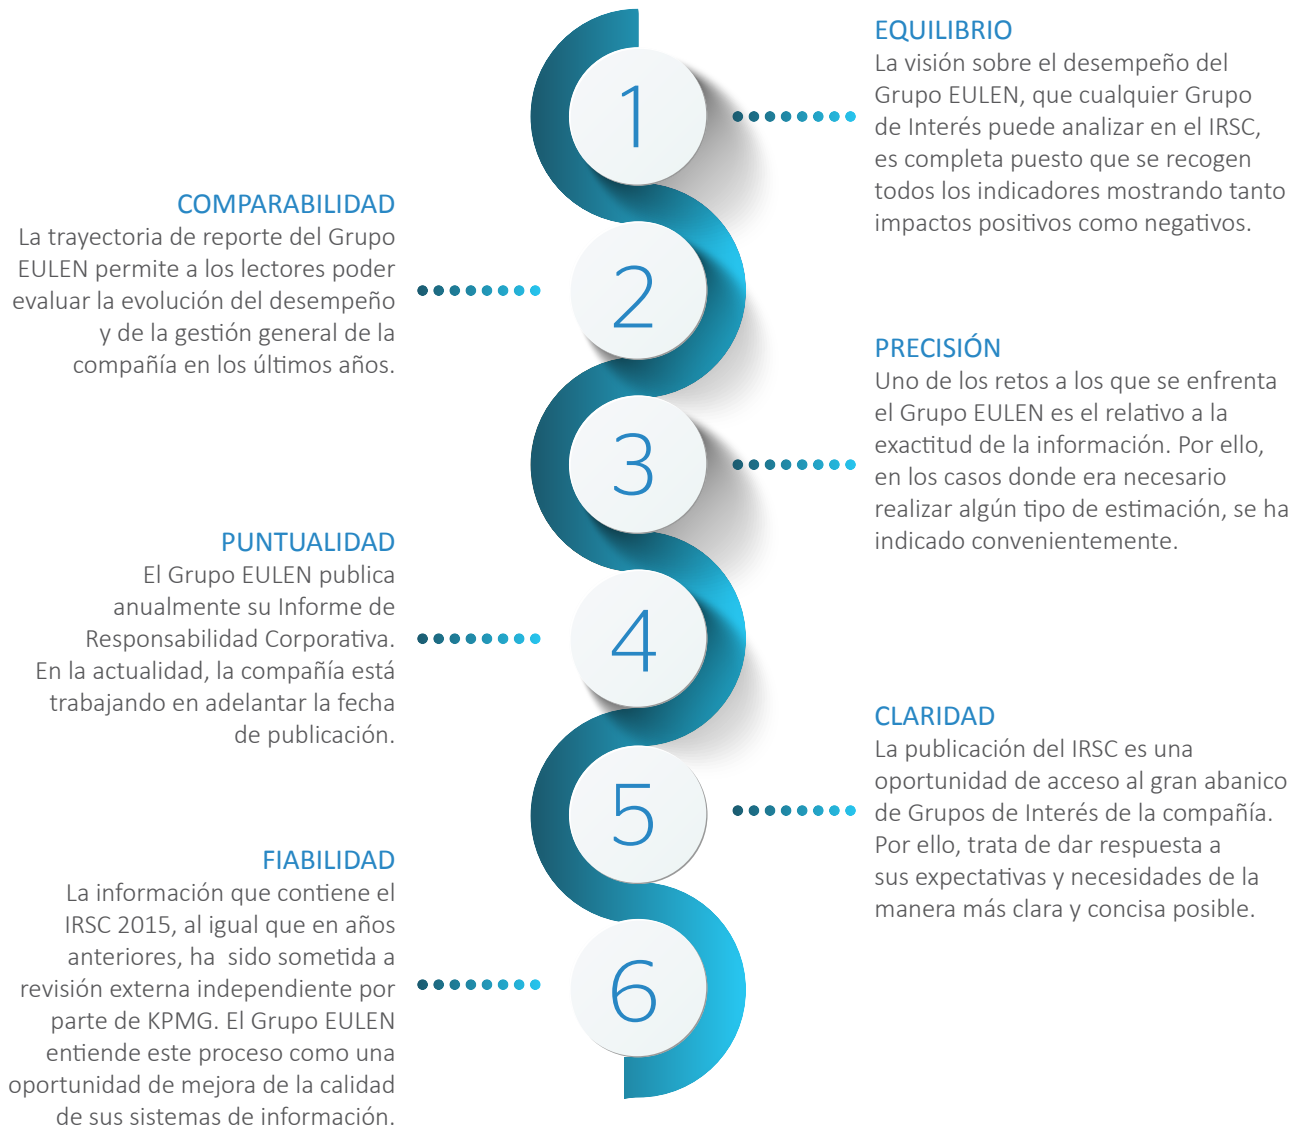 1
EQUILIBRIO
La visión sobre el desempeño del
Grupo EULEN, que cualquier Grupo
de Interés puede analizar en el IRSC,
es completa puesto que se recogen
todos los indicadores mostrando tanto
impactos positivos como negativos.
COMPARABILIDAD
La trayectoria de reporte del Grupo
EULEN permite a los lectores poder
evaluar la evolución del desempeño
y de la gestión general de la
compañía en los últimos años.
2
3
PRECISIÓN
Uno de los retos a los que se enfrenta
el Grupo EULEN es el relativo a la
exactitud de la información. Por ello,
en los casos donde era necesario
realizar algún tipo de estimación, se ha
indicado convenientemente.
PUNTUALIDAD
El Grupo EULEN publica
anualmente su Informe de
Responsabilidad Corporativa.
En la actualidad, la compañía está
trabajando en adelantar la fecha
de publicación.
4
5
CLARIDAD
La publicación del IRSC es una
oportunidad de acceso al gran abanico
de Grupos de Interés de la compañía.
Por ello, trata de dar respuesta a
sus expectativas y necesidades de la
manera más clara y concisa posible.
FIABILIDAD
La información que contiene el
IRSC 2015, al igual que en años
anteriores, ha  sido sometida a
revisión externa independiente por
parte de KPMG. El Grupo EULEN
entiende este proceso como una
oportunidad de mejora de la calidad
de sus sistemas de información.
6